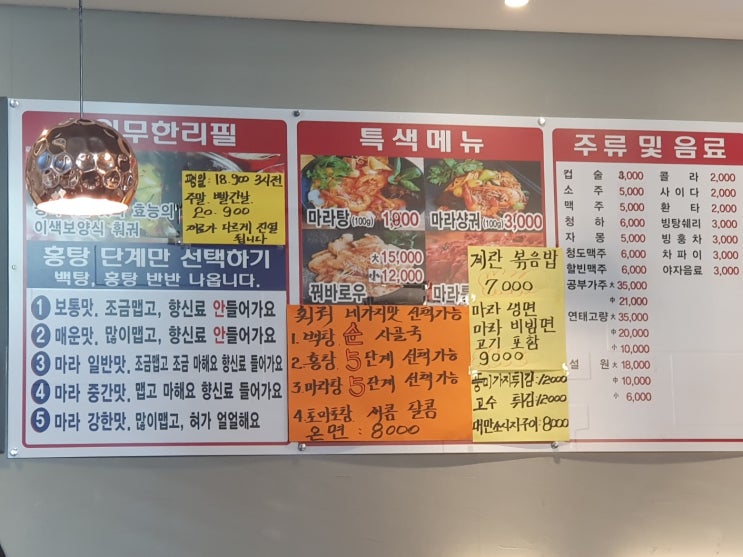 무한리필
효능의
이색보양식 훠궈
평일 18.900 3시전
주말. 빨간날.
20.900
재료가 다르게 진열
됩니다
홍탕 단계만 선택하기
백탕, 홍탕 반반 나옵니다.
1 보통맛, 조금맵고, 향신료 안들어가요
2 매운맛, 많이맵고, 향신료 안들어가요
3 마라 일반맛, 조금맵고 조금 마해요 향신료 들어가요
4 마라 중간맛, 맵고 마해요 향신료 들어가요
5 마라 강한맛, 많이맵고, 혀가 얼얼해요
특색메뉴
마라탕 (100g) 1,900
마라샹궈 (100g) 3,000
꿔바로우
大 15,000
小 12,000
훠궈 네가지맛 선택가능
1. 백탕 순 사골국
2. 홍탕 5단계 선택가능
3. 마라탕 5단계 선택가능
4. 토마토탕 새콤 달콤
온면 : 8000
계란 볶음밥
7000
마라 냉면
마라 비빔면
고기 포함
9000
가지튀김 :12000
고수 튀김 :12000
대만소시지구이: 8000
주류 및 음료
컵 술 3,000
소 주 5,000
맥 주 5,000
청 하 6,000
자 몽 5,000
청도맥주 6,000
하얼빈맥주 6,000
공부가주 大 35,000
中 21,000
연태고량 大 35,000
中 20,000
小 10,000
설 원 大 18,000
中 10,000
小 6,000
콜 라 2,000
사 이 다 2,000
환 타 2,000
빙탕쉐리 3,000
빙 홍 차 3,000
차 파 이 3,000
야자음료 3,000